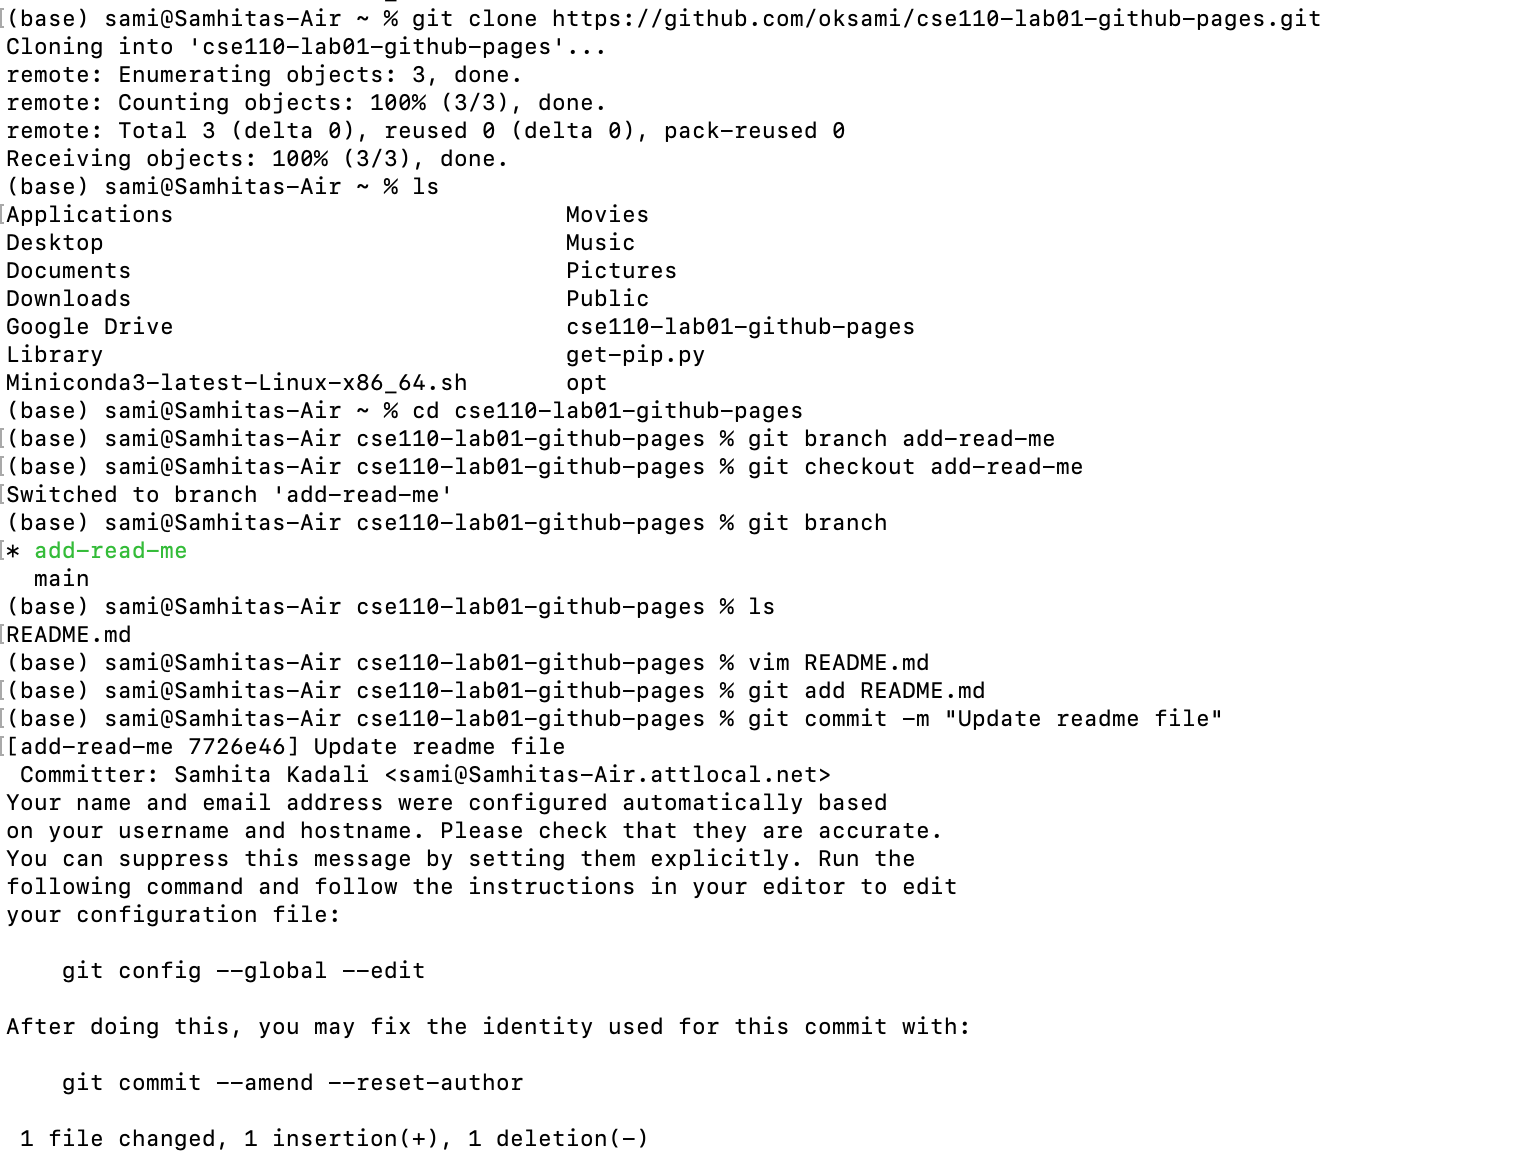 [(base) sami@Samhitas-Air ~ % git clone https://github.com/oksami/cse110-lab01-github-pages.git
Cloning into 'cse110-lab01-github-pages'...
remote: Enumerating objects: 3, done.
remote: Counting objects: 100% (3/3), done.
remote: Total 3 (delta 0), reused 0 (delta 0), pack-reused 0
Receiving objects: 100% (3/3), done.
(base) sami@Samhitas-Air ~ % ls
[Applications Movies
Desktop Music
Documents Pictures
Downloads Public
Google Drive cse110-lab01-github-pages
Library get-pip.py
Miniconda3-latest-Linux-x86_64.sh opt
(base) sami@Samhitas-Air ~ % cd cse110-lab01-github-pages
[(base) sami@Samhitas-Air cse110-lab01-github-pages % git branch add-read-me
[(base) sami@Samhitas-Air cse110-lab01-github-pages % git checkout add-read-me
[Switched to branch 'add-read-me'
(base) sami@Samhitas-Air cse110-lab01-github-pages % git branch
[* add-read-me
main
(base) sami@Samhitas-Air cse110-lab01-github-pages % ls
[README.md
(base) sami@Samhitas-Air cse110-lab01-github-pages % vim README.md
[(base) sami@Samhitas-Air cse110-lab01-github-pages % git add README.md
[(base) sami@Samhitas-Air cse110-lab01-github-pages % git commit -m "Update readme file"
[[add-read-me 7726e46] Update readme file
Committer: Samhita Kadali <sami@Samhitas-Air.attlocal.net>
Your name and email address were configured automatically based
on your username and hostname. Please check that they are accurate.
You can suppress this message by setting them explicitly. Run the
following command and follow the instructions in your editor to edit
your configuration file:
git config --global --edit
After doing this, you may fix the identity used for this commit with:
git commit --amend --reset-author
1 file changed, 1 insertion(+), 1 deletion(-)